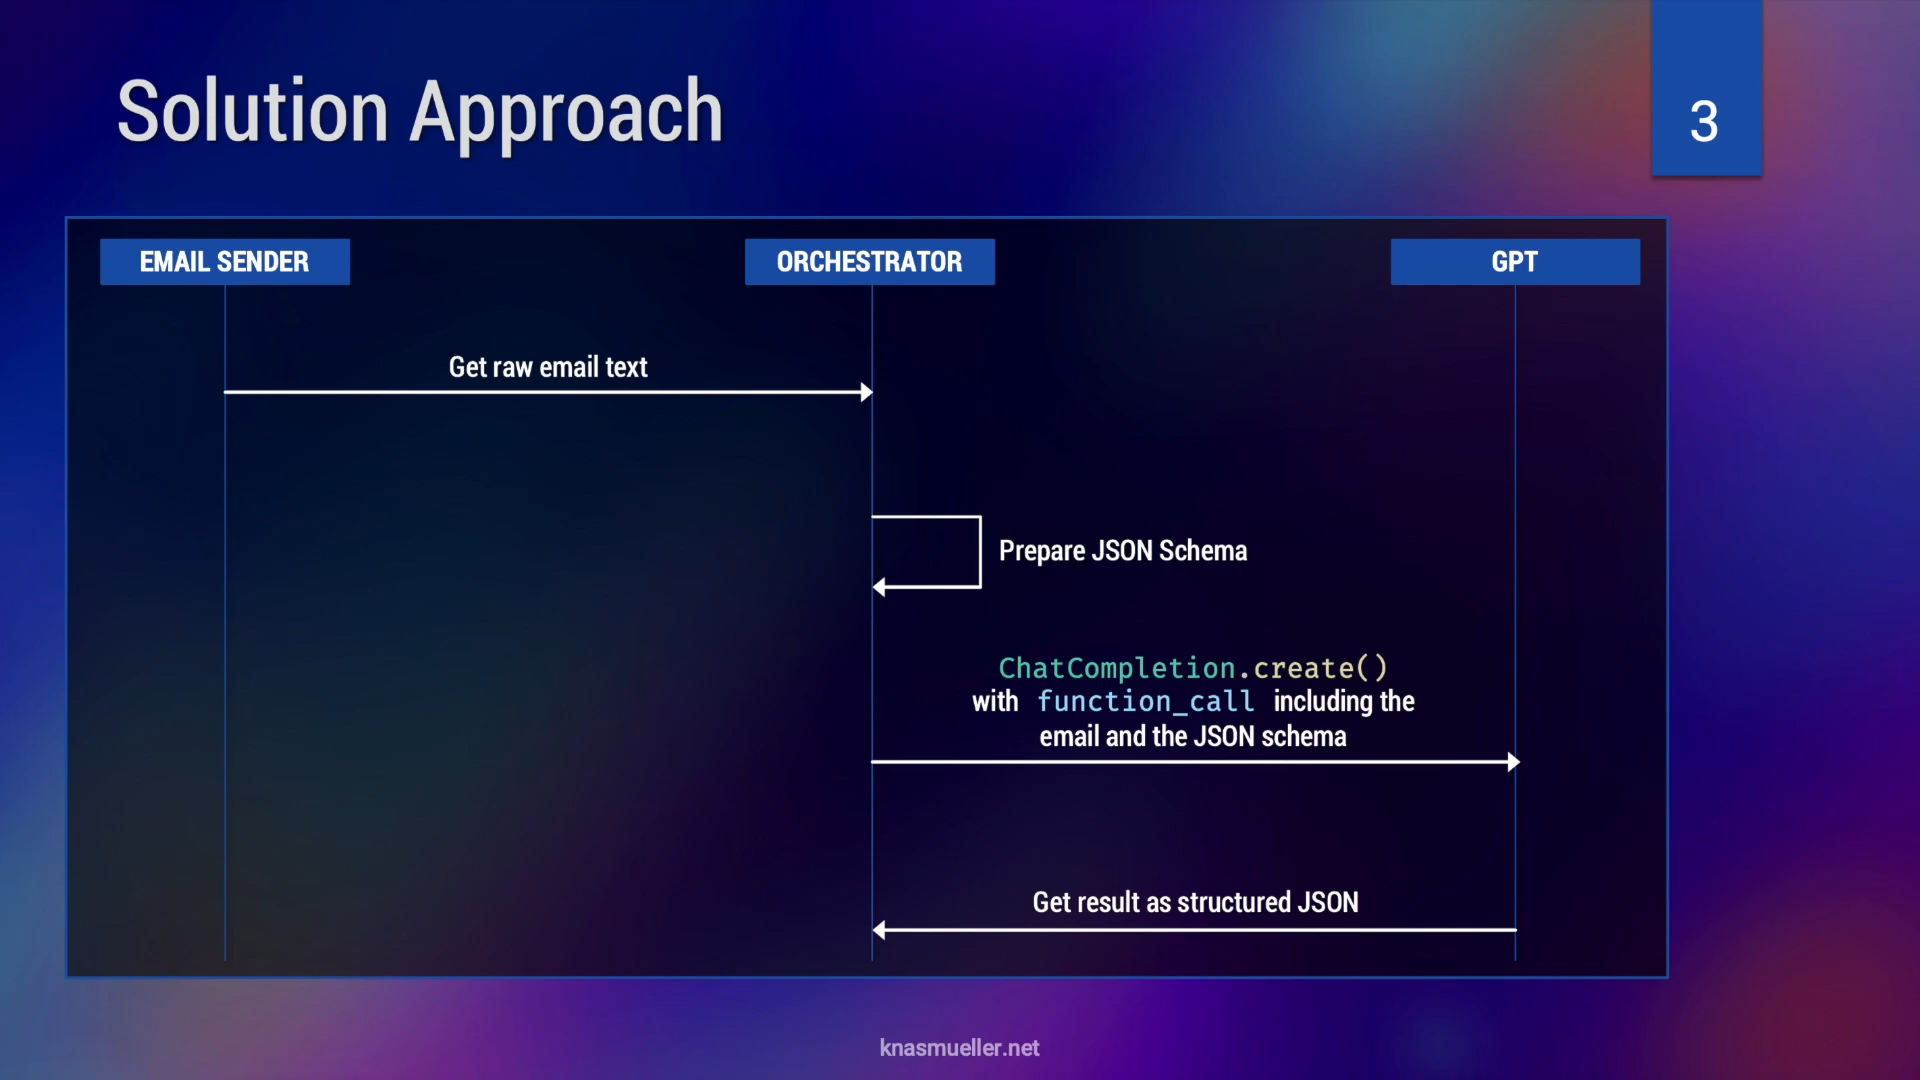 Solution Approach
3
EMAIL SENDER
ORCHESTRATOR
GPT
Get raw email text
Prepare JSON Schema
ChatCompletion.create()
with function_call including the
email and the JSON schema
Get result as structured JSON
knasmueller.net